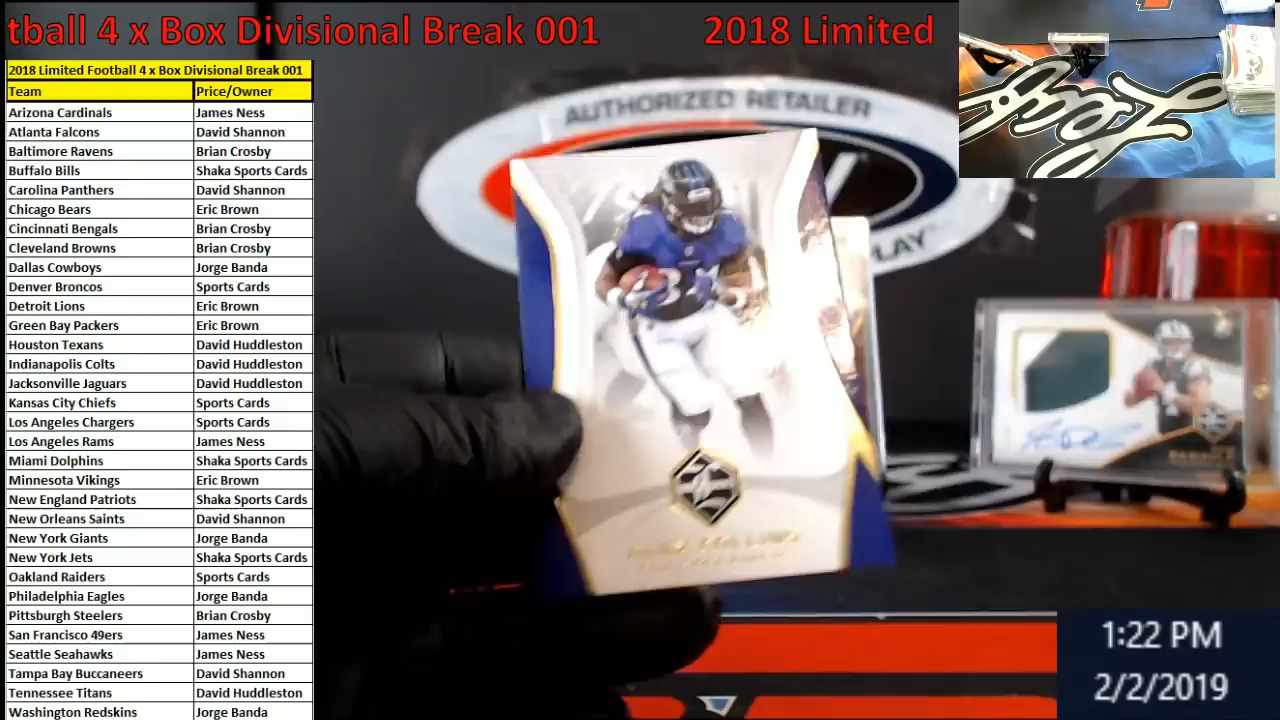 tball 4 x Box Divisional Break 001 2018 Limited
2018 Limited Football 4 x Box Divisional Break 001
Team Price/Owner
Arizona Cardinals James Ness
Atlanta Falcons David Shannon
Baltimore Ravens Brian Crosby
Buffalo Bills Shaka Sports Cards
Carolina Panthers David Shannon
Chicago Bears Eric Brown
Cincinnati Bengals Brian Crosby
Cleveland Browns Brian Crosby
Dallas Cowboys Jorge Banda
Denver Broncos Sports Cards
Detroit Lions Eric Brown
Green Bay Packers Eric Brown
Houston Texans David Huddleston
Indianapolis Colts David Huddleston
Jacksonville Jaguars David Huddleston
Kansas City Chiefs Sports Cards
Los Angeles Chargers Sports Cards
Los Angeles Rams James Ness
Miami Dolphins Shaka Sports Cards
Minnesota Vikings Eric Brown
New England Patriots Shaka Sports Cards
New Orleans Saints David Shannon
New York Giants Jorge Banda
New York Jets Shaka Sports Cards
Oakland Raiders Sports Cards
Philadelphia Eagles Jorge Banda
Pittsburgh Steelers Brian Crosby
San Francisco 49ers James Ness
Seattle Seahawks James Ness
Tampa Bay Buccaneers David Shannon
Tennessee Titans David Huddleston
Washington Redskins Jorge Banda
AUTHORIZED RETAILER
LAY
34
1:22 PM
2/2/2019